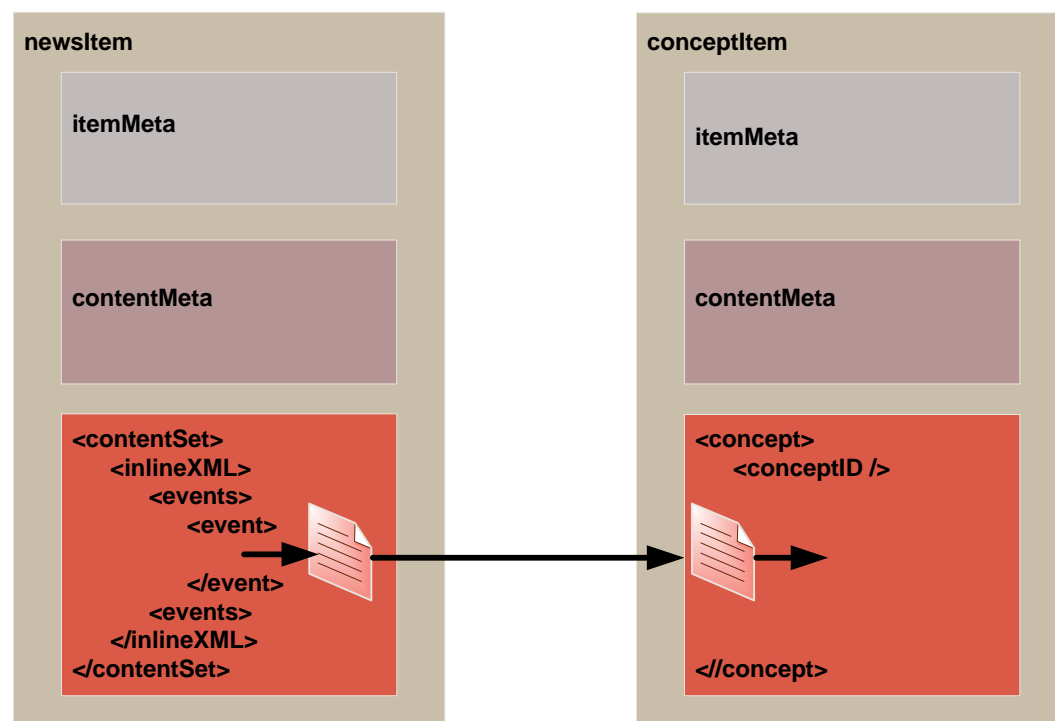 newsItem
itemMeta
contentMeta
<contentSet>
<inlineXML>
<events>
<event>
</event>
<events>
</inlineXML>
</contentSet>
conceptItem
itemMeta
contentMeta
<concept>
<conceptID />
<//concept>